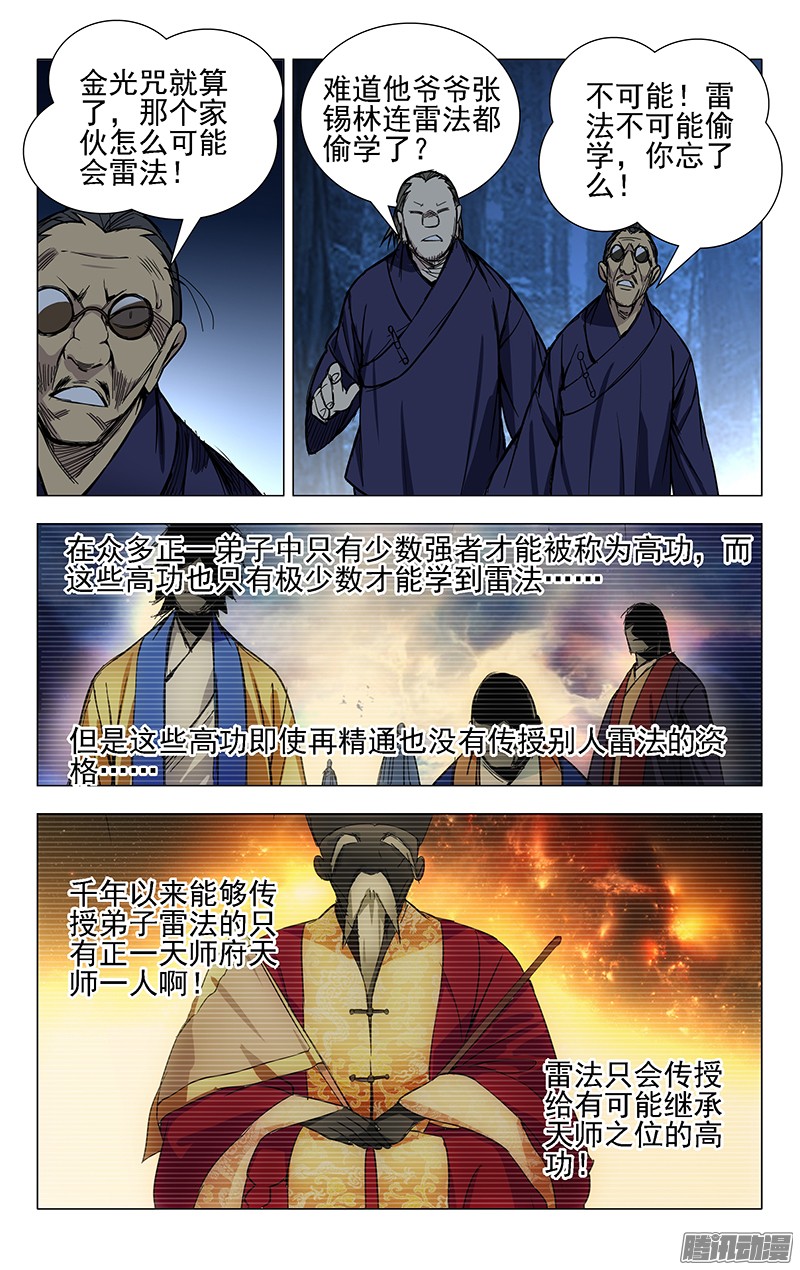 金光咒就算
了，那个家
伙怎么可能
会雷法！
难道他爷爷张
锡林连雷法都
偷学了？
不可能！雷
法不可能偷
学，你忘了
么！
在众多正一弟子中只有少数强者才能被称为高功，而
这些高功也只有极少数才能学到雷法……
但是这些高功即使再精通也没有传授别人雷法的资
格……
千年以来能够传
授弟子雷法的只
有正一天师府天
师一人啊！
雷法只会传授
给有可能继承
天师之位的高
功！
腾讯动漫